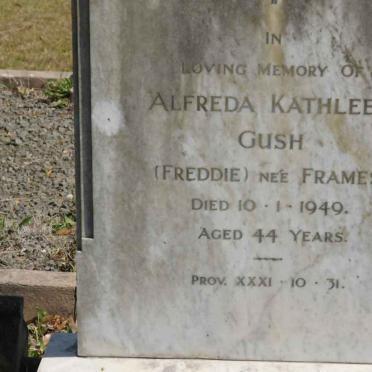 IN
LOVING MEMORY OF
ALFREDA KATHLEE
GUSH
(FREDDIE) NÉE FRAMES
DIED 10 · 1 · 1949.
AGED 44 YEARS.
PROV. XXXI · 10 · 31.